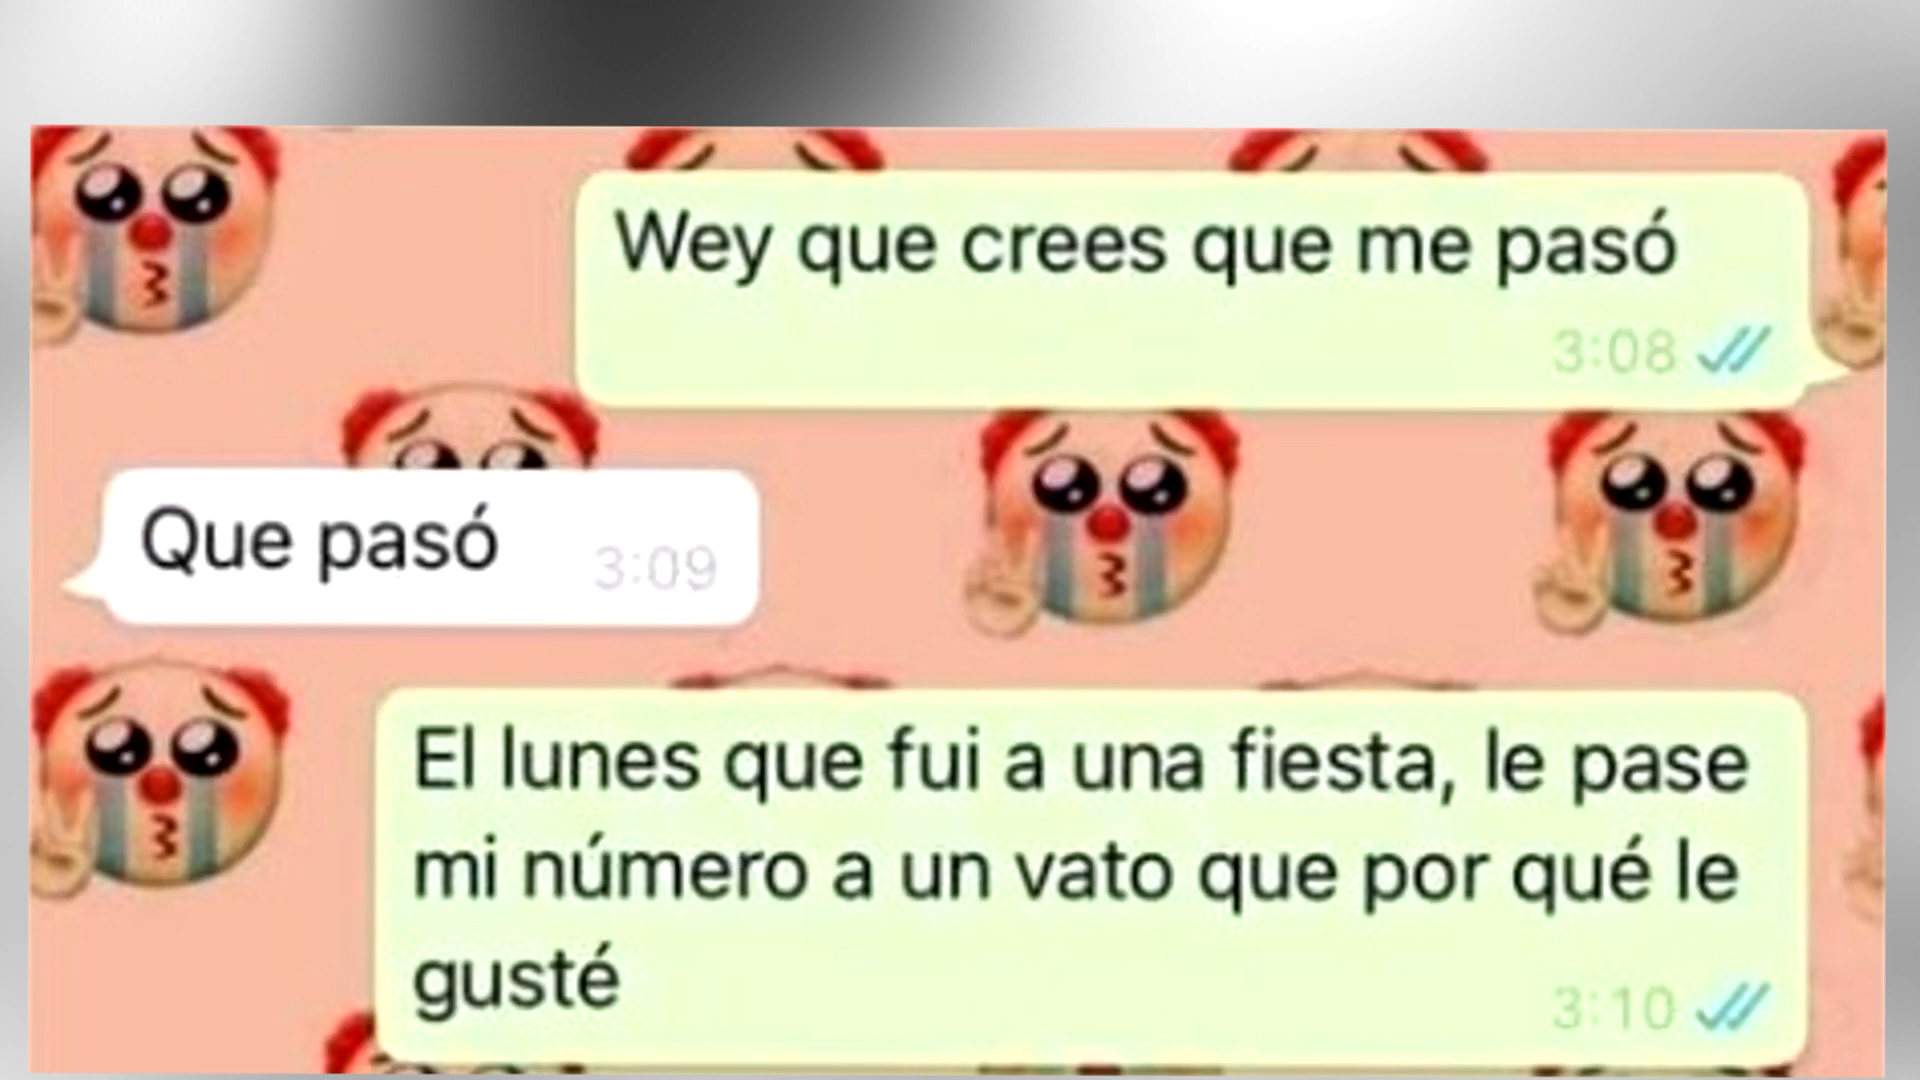 Wey que crees que me pasó
3:08
Que pasó
3:09
El lunes que fui a una fiesta, le pase
mi número a un vato que por qué le
gusté
3:10